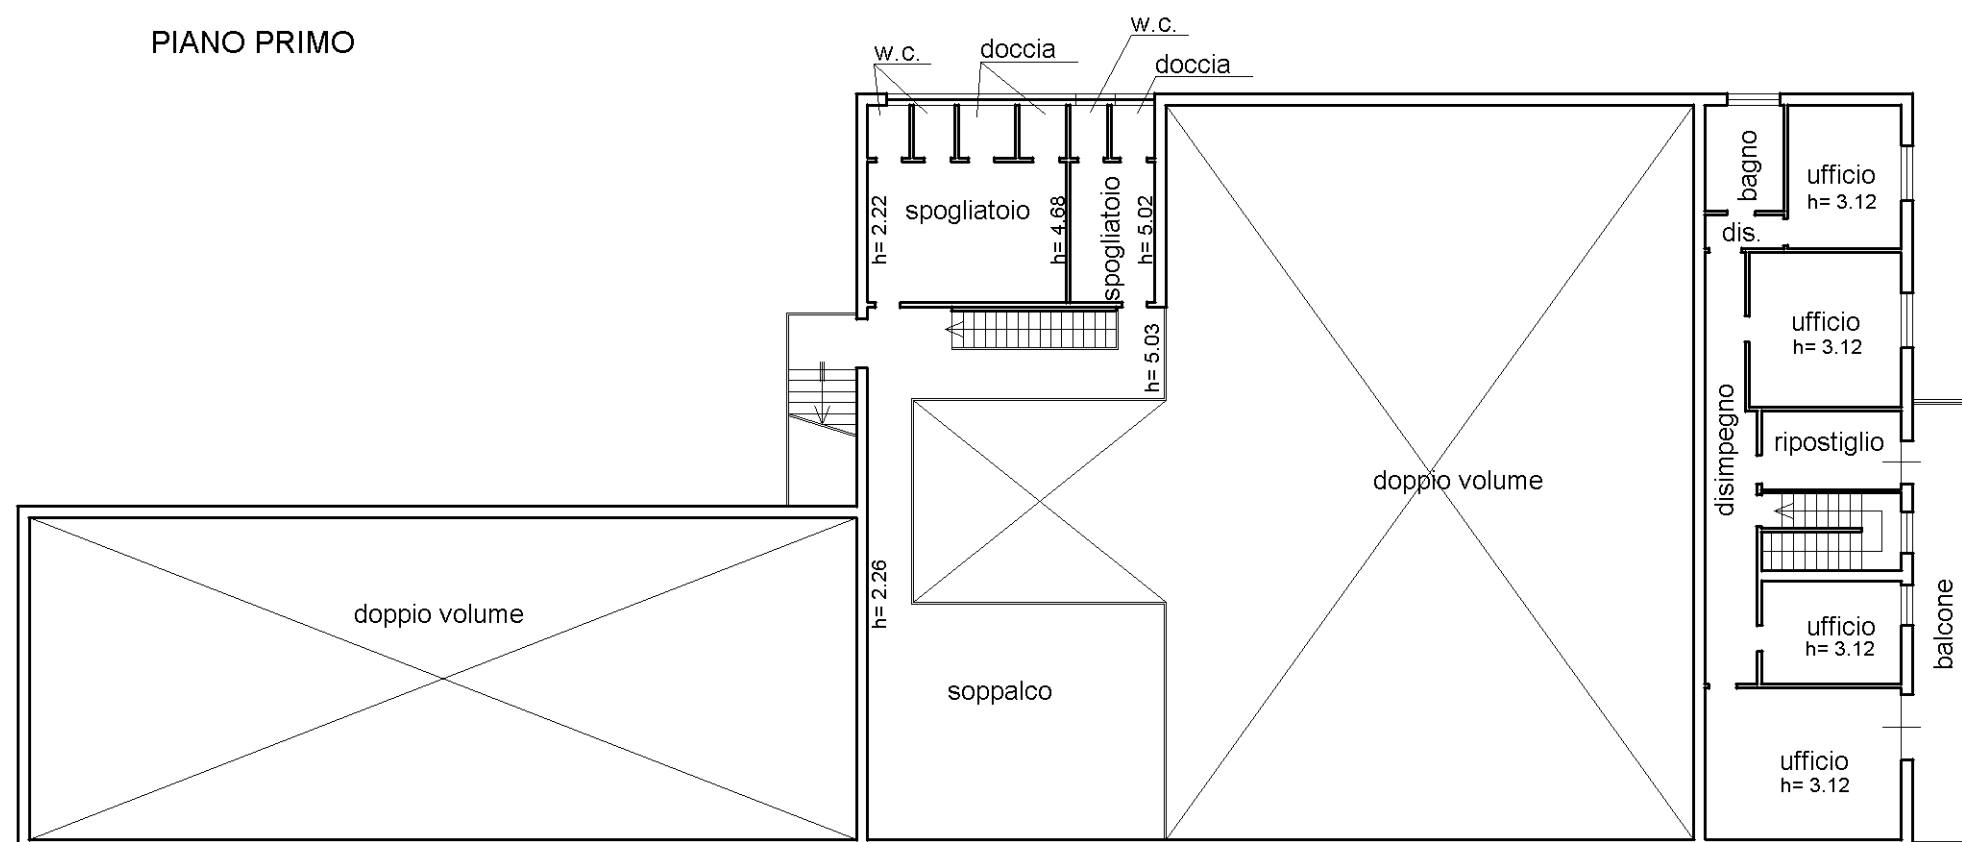 PIANO PRIMO
w.c.
doccia
w.c.
doccia
spogliatoio
h= 2.22
h= 4.68
spogliatoio
h= 5.02
h= 5.03
bagno
ufficio
h= 3.12
dis.
ufficio
h= 3.12
disimpegno
ripostiglio
doppio volume
h= 2.26
doppio volume
soppalco
ufficio
h= 3.12
balcone
ufficio
h= 3.12